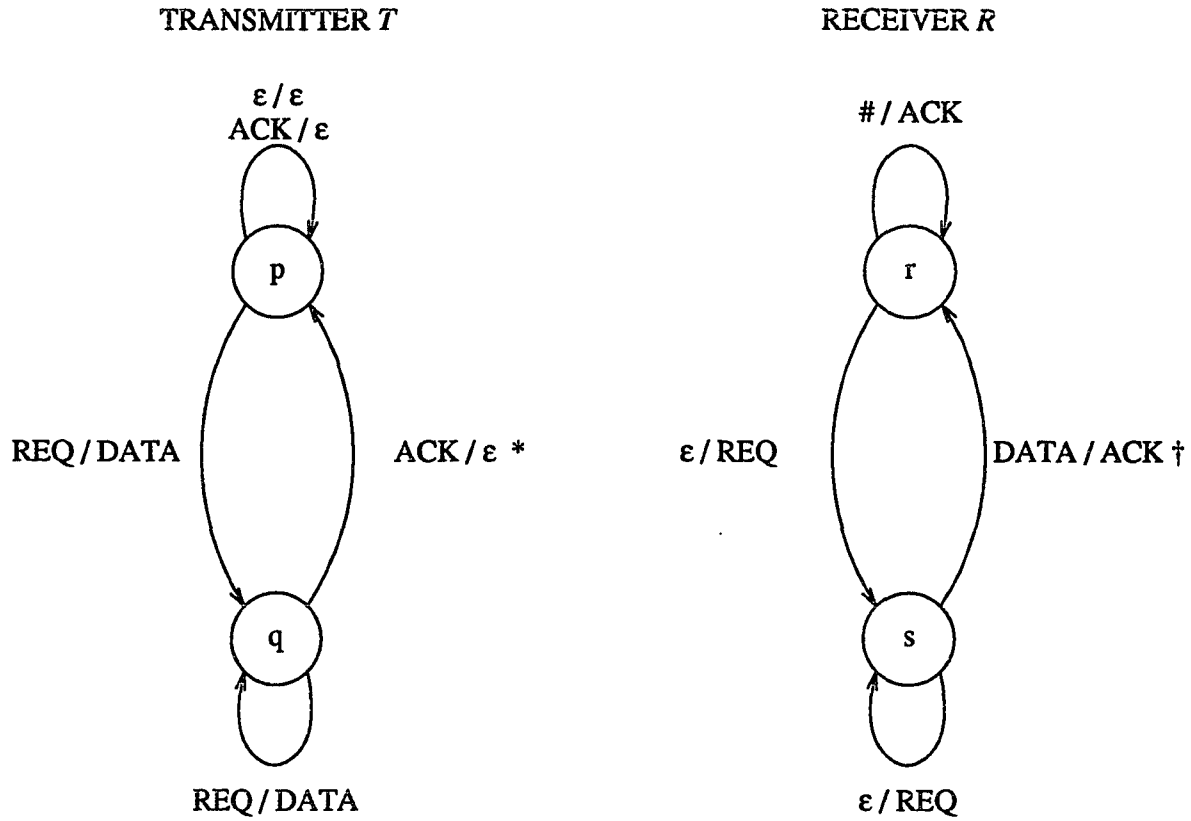 TRANSMITTER T
RECEIVER R
ε / ε
ACK / ε
# / ACK
p
r
REQ / DATA
ACK / ε *
ε / REQ
DATA / ACK †
q
s
REQ / DATA
ε / REQ